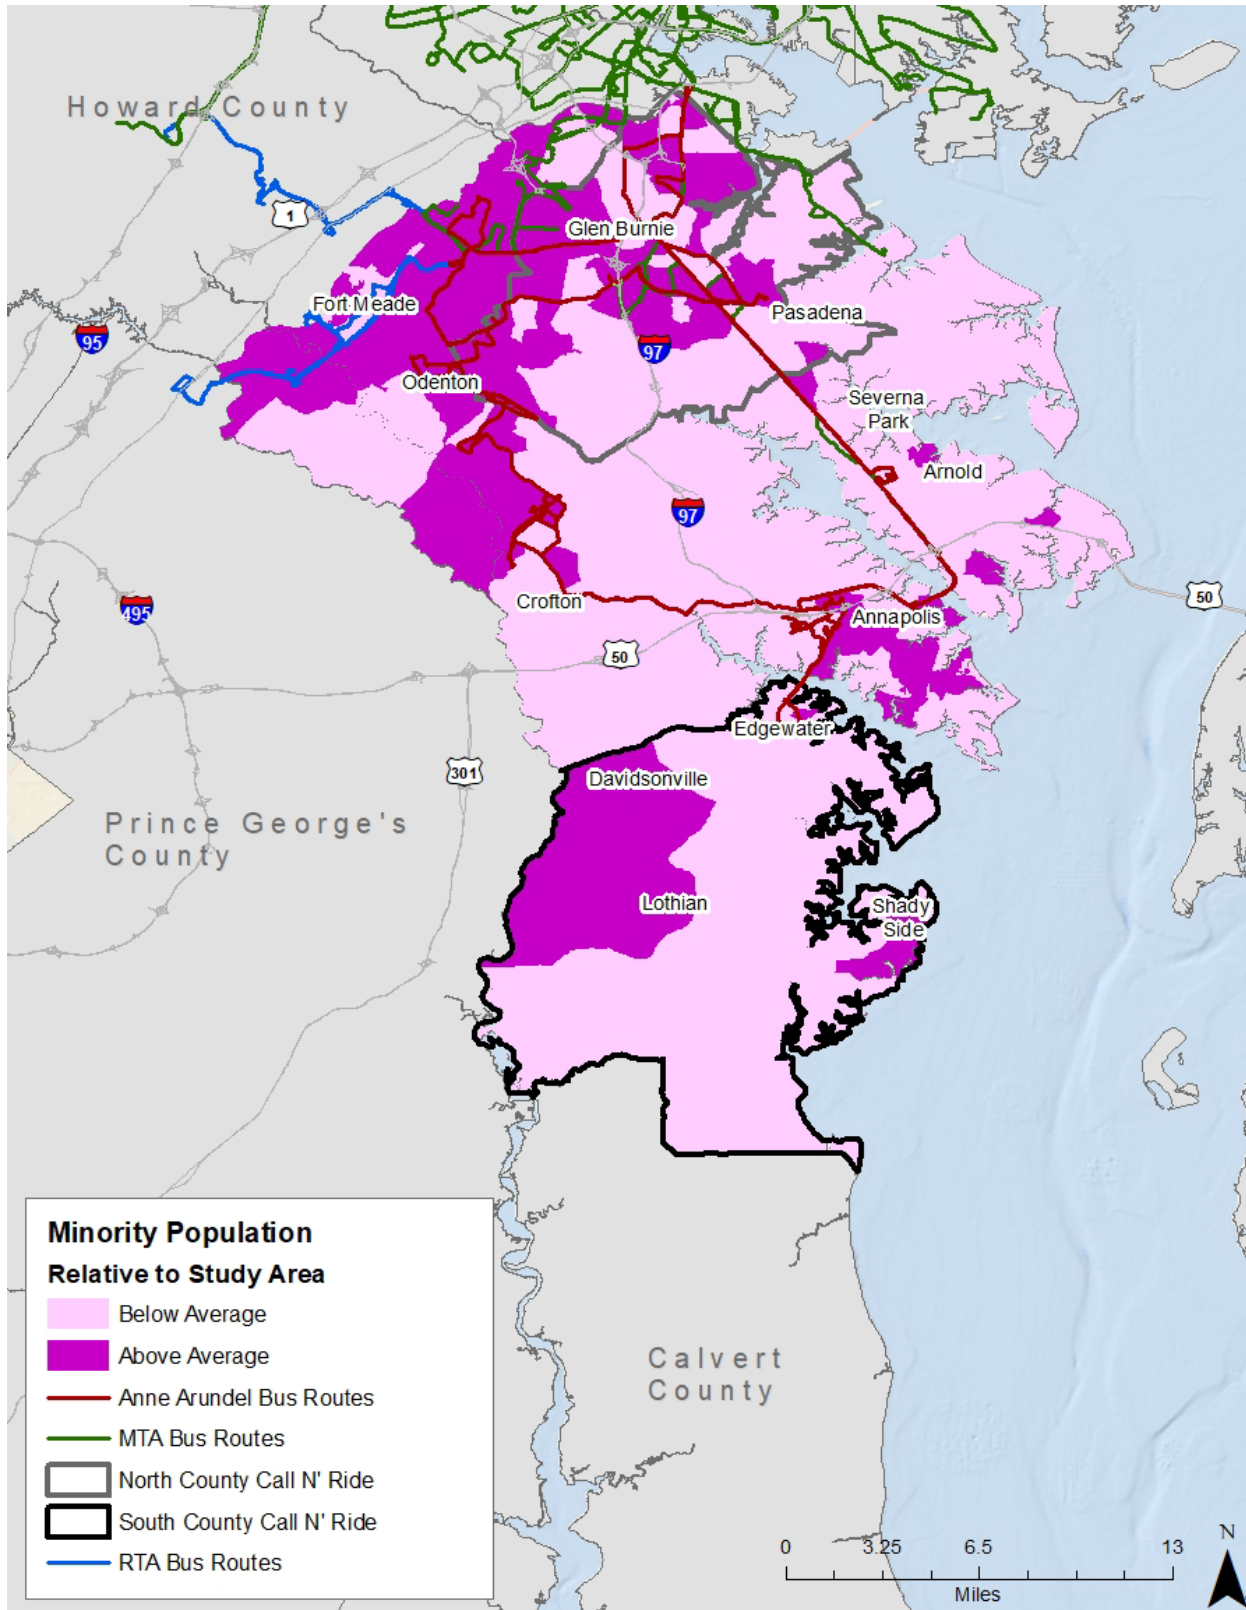 Howard County
1
Glen Burnie
Fort Meade
95
Pasadena
97
Odenton
Severna
Park
Arnold
97
495
Crofton
50
Annapolis
50
Edgewater
301
Davidsonville
Prince George's
County
Lothian
Shady
Side
Minority Population
Relative to Study Area
Below Average
Above Average
Anne Arundel Bus Routes
MTA Bus Routes
North County Call N' Ride
South County Call N' Ride
RTA Bus Routes
Calvert
County
N
0 3.25 6.5 13
Miles